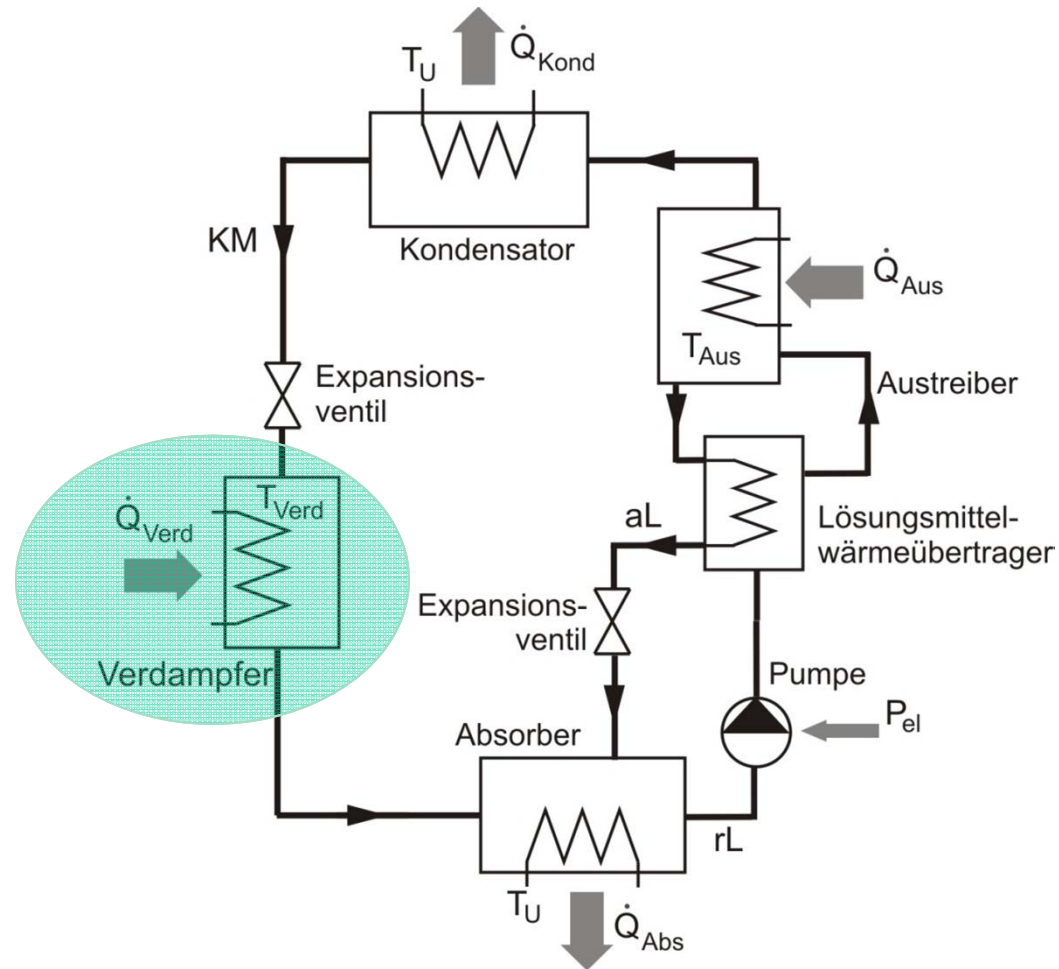 T_U
Q̇_Kond
Kondensator
KM
Q̇_Aus
T_Aus
Expansions-
ventil
Austreiber
T_Verd
Q̇_Verd
aL
Lösungsmittel-
wärmeübertrager
Expansions-
ventil
Verdampfer
Pumpe
P_el
Absorber
rL
T_U
Q̇_Abs